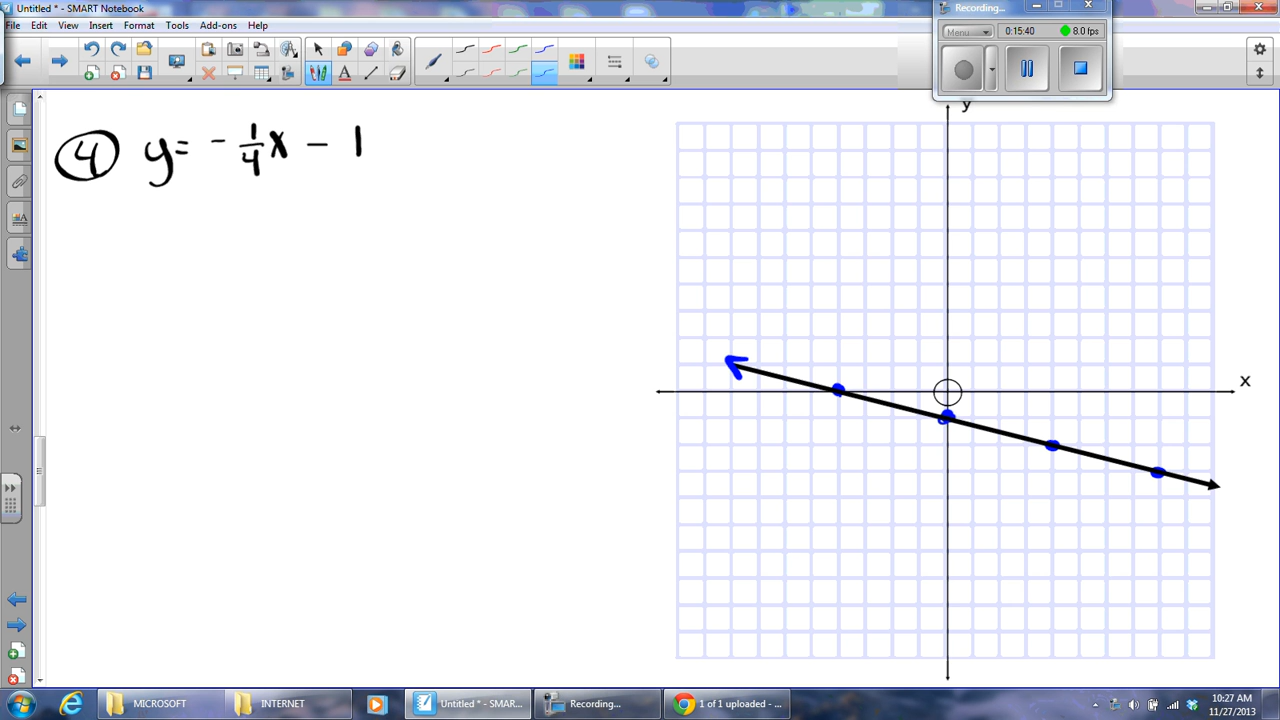 Untitled * - SMART Notebook
File Edit View Insert Format Tools Add-ons Help
Recording...
Menu 0:15:40 8.0 fps
4 y = - 1/4 x - 1
y
x
MICROSOFT INTERNET Untitled * - SMAR... Recording... 1 of 1 uploaded - ...
10:27 AM
11/27/2013